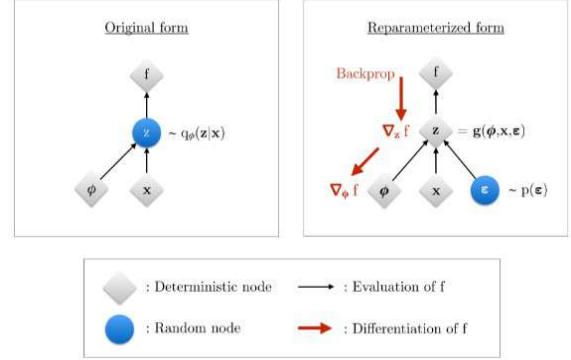 Original form
f
z ~ qφ(z|x)
φ x
Reparameterized form
Backprop f
∇z f z = g(φ,x,ε)
∇φ f φ x ε ~ p(ε)
: Deterministic node : Evaluation of f
: Random node : Differentiation of f